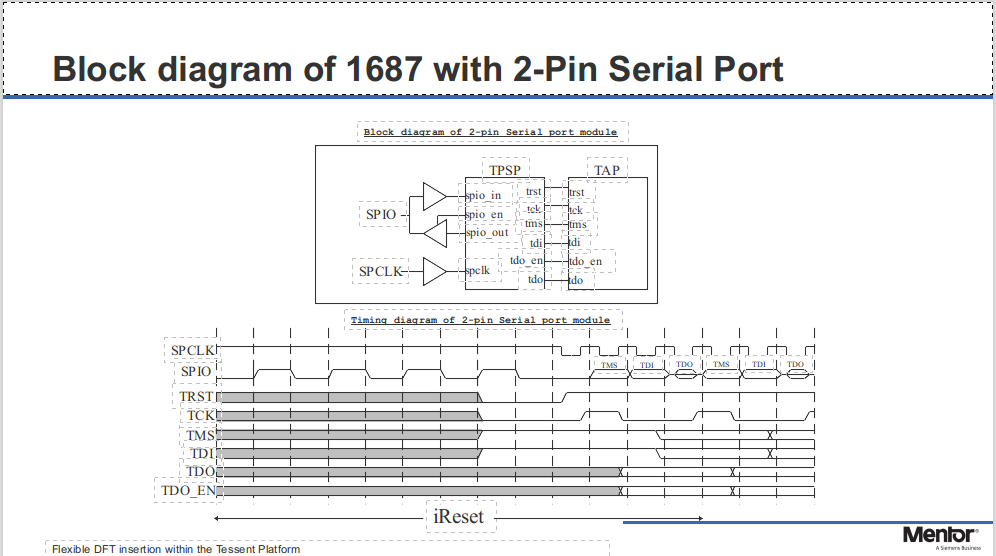 Block diagram of 1687 with 2-Pin Serial Port
Block diagram of 2-pin Serial port module
TPSP
TAP
SPIO
spio_in
spio_en
spio_out
SPCLK
spclk
trst
tck
tms
tdi
tdo_en
tdo
trst
tck
tms
tdi
tdo_en
tdo
Timing diagram of 2-pin Serial port module
SPCLK
SPIO
TMS
TDI
TDO
TMS
TDI
TDO
TRST
TCK
TMS
TDI
TDO
TDO_EN
iReset
Mentor®
A Siemens Business
Flexible DFT insertion within the Tessent Platform